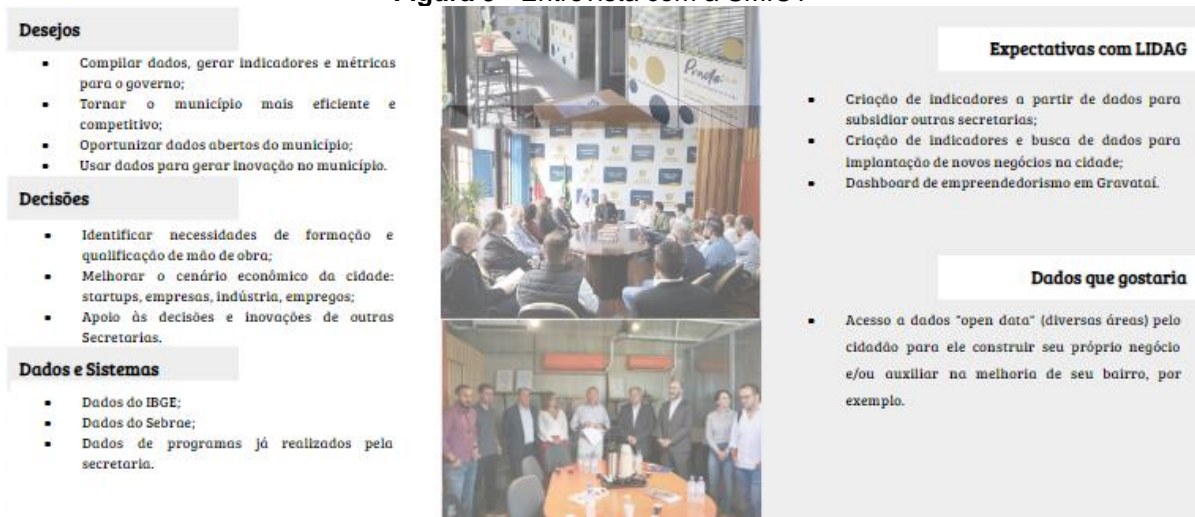 Desejos
▪ Compilar dados, gerar indicadores e métricas
para o governo;
▪ Tornar o município mais eficiente e
competitivo;
▪ Oportunizar dados abertos do município;
▪ Usar dados para gerar inovação no município.
Decisões
▪ Identificar necessidades de formação e
qualificação de mão de obra;
▪ Melhorar o cenário econômico da cidade:
startups, empresas, indústria, empregos;
▪ Apoio às decisões e inovações de outras
Secretarias.
Dados e Sistemas
▪ Dados do IBGE;
▪ Dados do Sebrae;
▪ Dados de programas já realizados pela
secretaria.
Expectativas com LIDAG
▪ Criação de indicadores a partir de dados para
subsidiar outras secretarias;
▪ Criação de indicadores e busca de dados para
implantação de novos negócios na cidade;
▪ Dashboard de empreendedorismo em Gravataí.
Dados que gostaria
▪ Acesso a dados "open data" (diversas áreas) pelo
cidadão para ele construir seu próprio negócio
e/ou auxiliar na melhoria de seu bairro, por
exemplo.